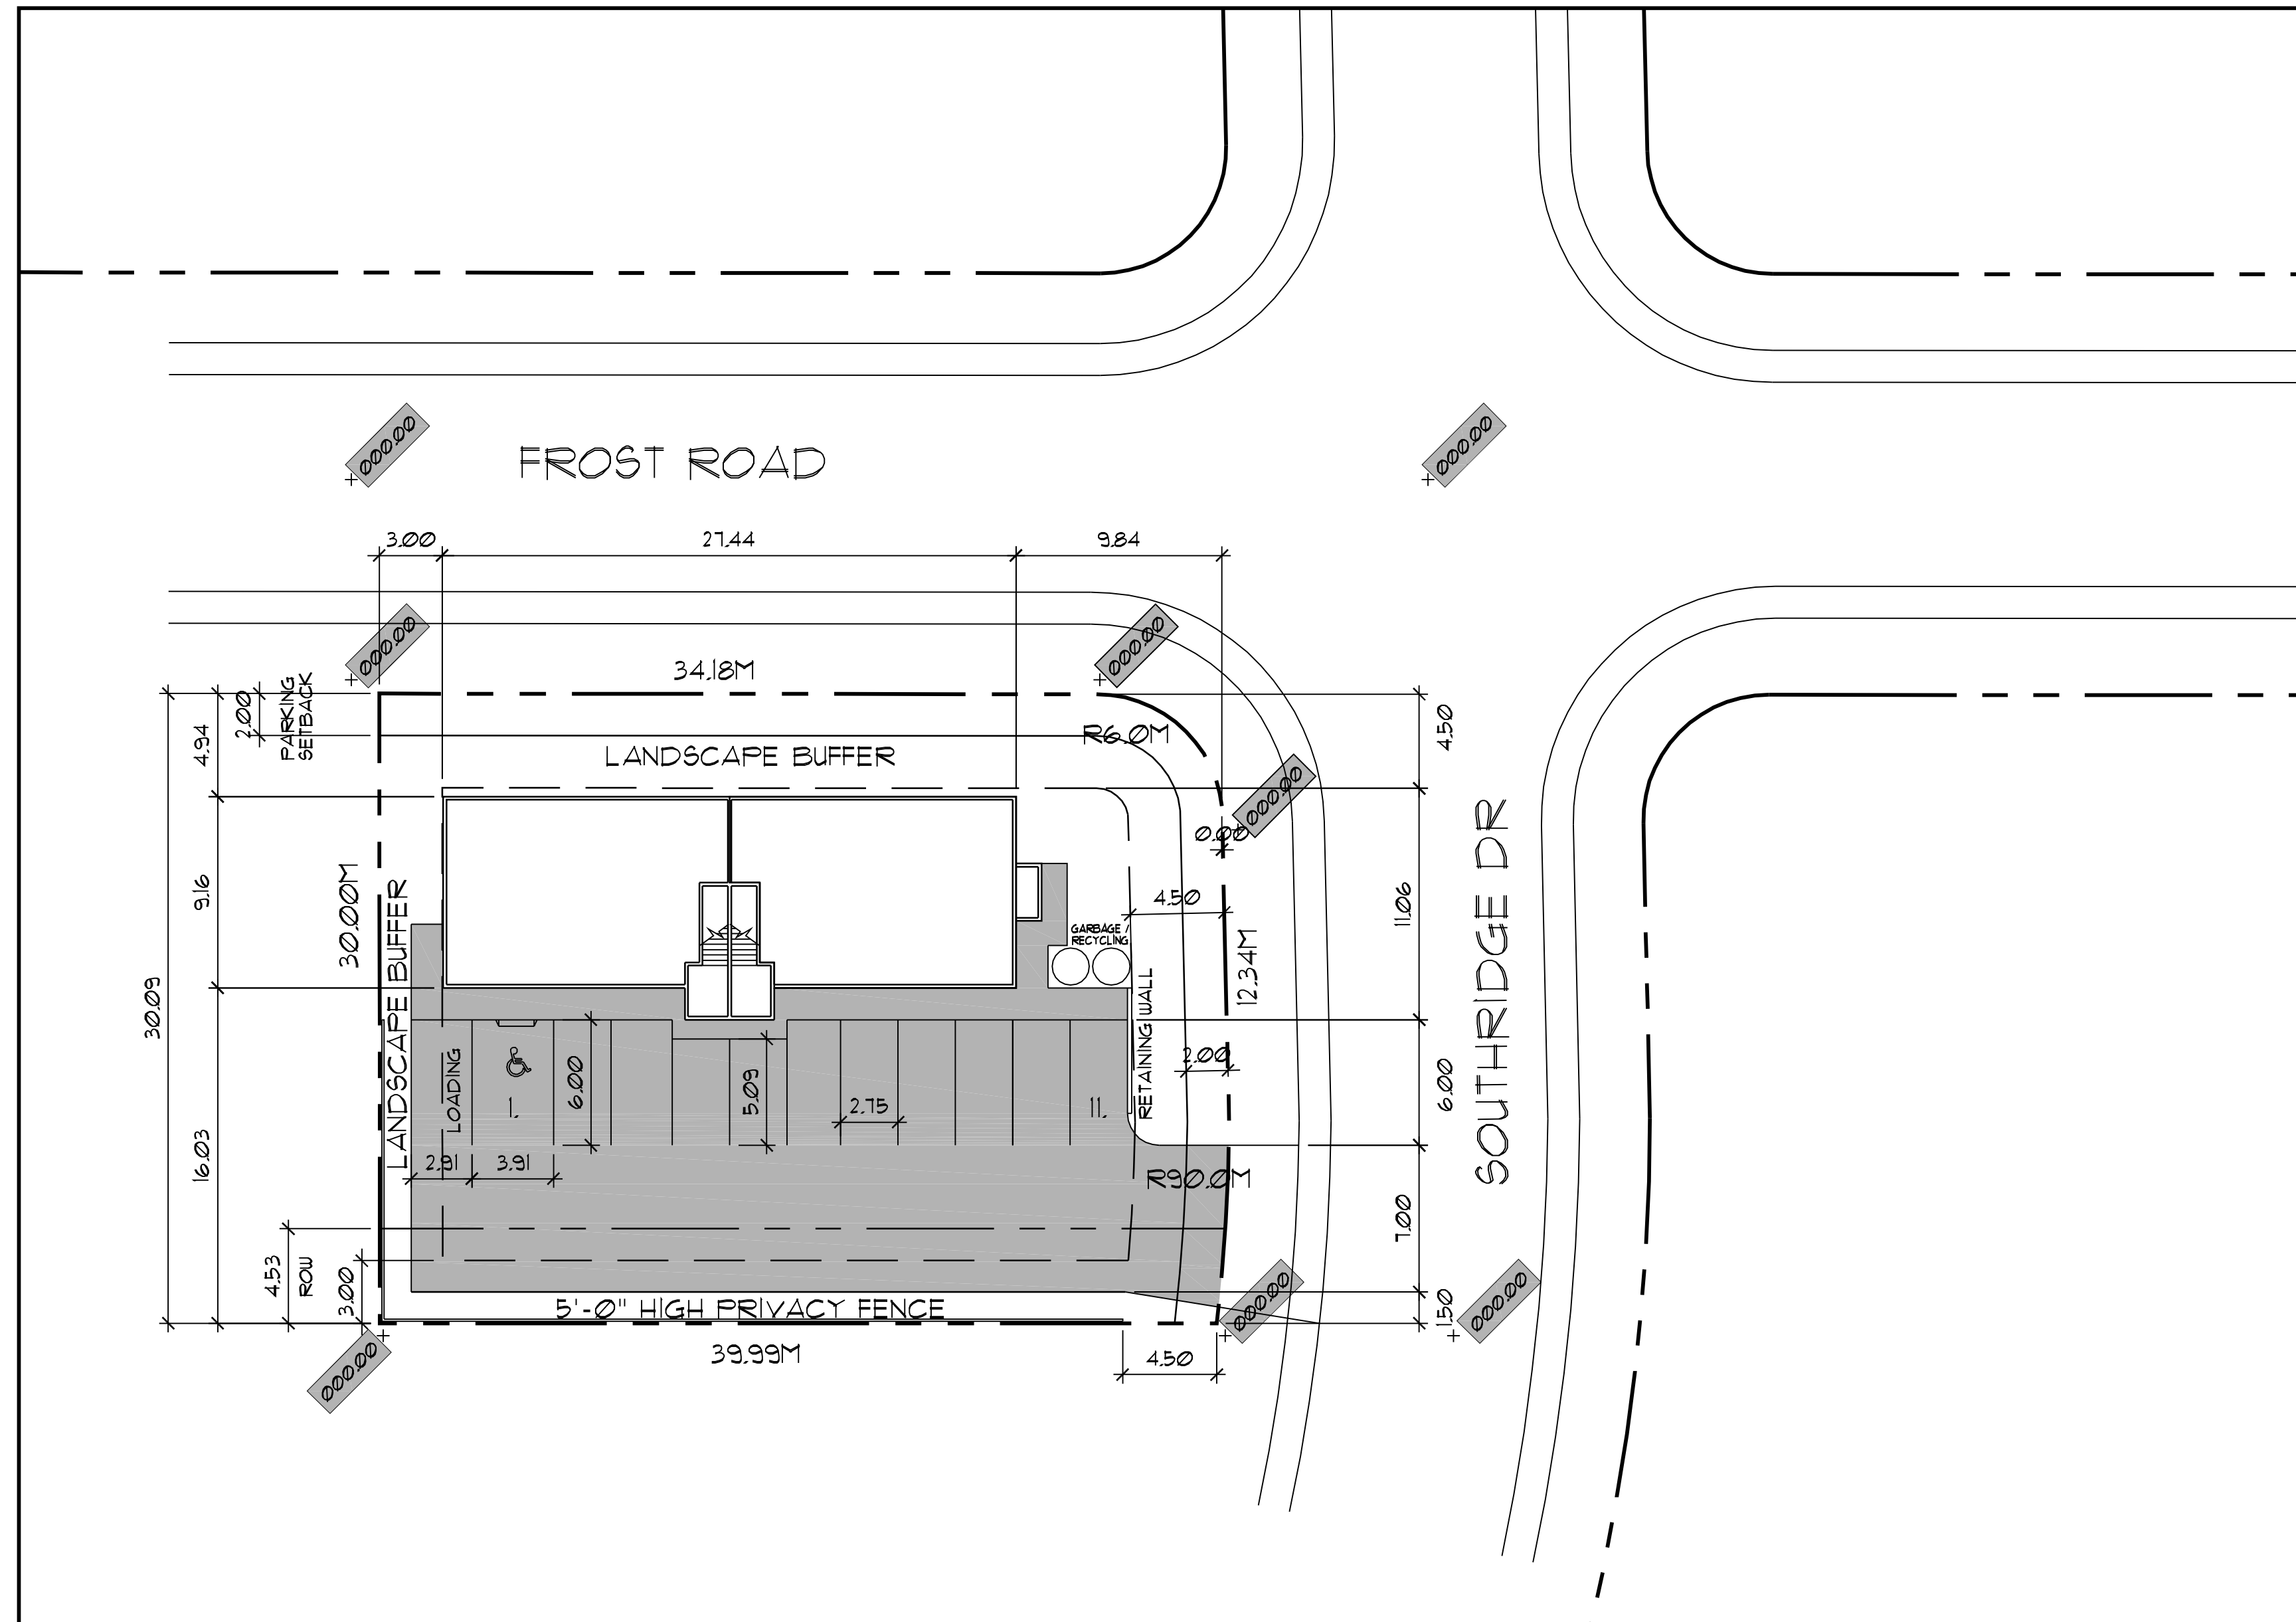 000.00
000.00
FROST ROAD
3.00
27.44
9.84
000.00
000.00
34.18M
2.00
PARKING
SETBACK
4.94
R6.0M
4.50
LANDSCAPE BUFFER
000.00
0.00
SOUTHRIDGE DR
30.00M
9.16
LANDSCAPE BUFFER
4.50
11.06
GARBAGE /
RECYCLING
12.34M
30.09
RETAINING WALL
LOADING
6.00
5.09
2.00
6.00
1.
2.75
11.
16.03
2.91
3.91
R90.0M
7.00
4.53
ROW
3.00
5'-0" HIGH PRIVACY FENCE
000.00
1.50
000.00
39.99M
4.50
000.00